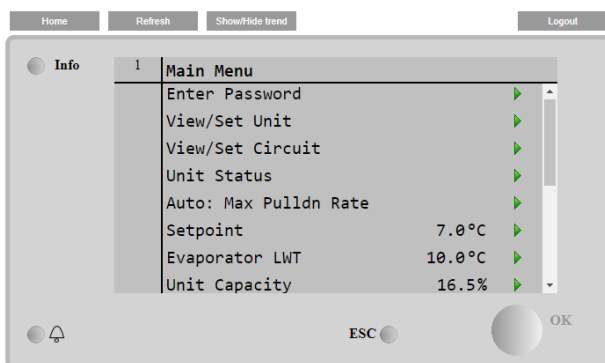 Home Refresh Show/Hide trend Logout
Info
1 Main Menu
Enter Password
View/Set Unit
View/Set Circuit
Unit Status
Auto: Max Pulldn Rate
Setpoint 7.0°C
Evaporator LWT 10.0°C
Unit Capacity 16.5%
ESC
OK